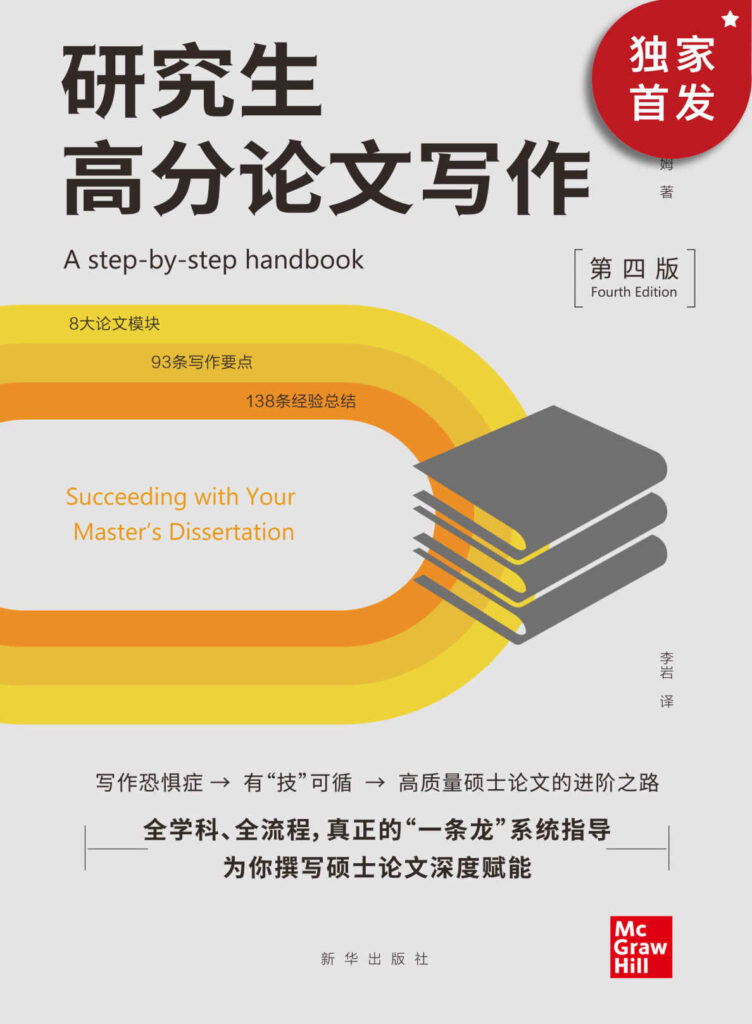 研究生
高分论文写作
独家
首发
姆 著
A step-by-step handbook
第四版
Fourth Edition
8大论文模块
93条写作要点
138条经验总结
Succeeding with Your
Master's Dissertation
李岩 译
写作恐惧症→ 有“技”可循 → 高质量硕士论文的进阶之路
全学科、全流程，真正的“一条龙”系统指导
为你撰写硕士论文深度赋能
新华出版社
Mc
Graw
Hill